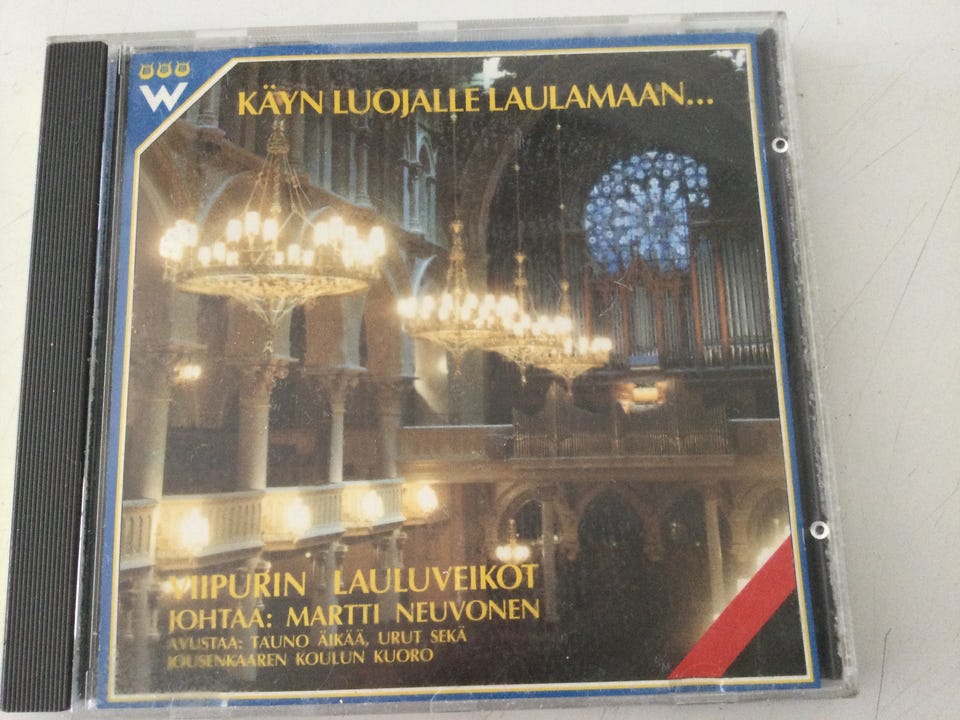 W
KÄYN LUOJALLE LAULAMAAN...
VIIPURIN LAULUVEIKOT
JOHTAA: MARTTI NEUVONEN
AVUSTAA: TAUNO ÄIKÄÄ, URUT SEKÄ
JOUSENKAAREN KOULUN KUORO